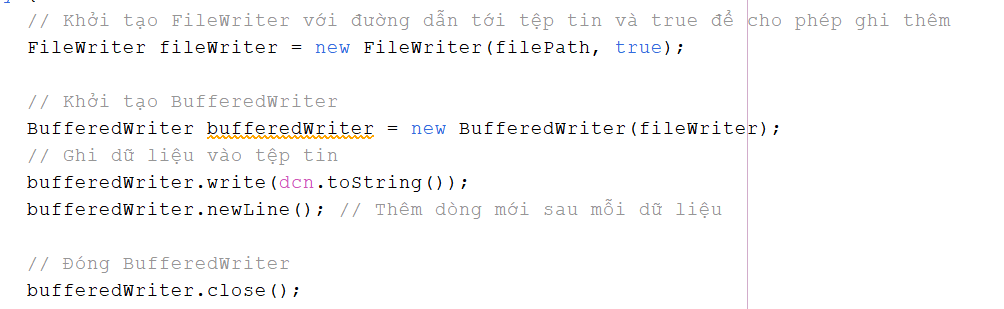 // Khởi tạo FileWriter với đường dẫn tới tệp tin và true để cho phép ghi thêm
FileWriter fileWriter = new FileWriter(filePath, true);
// Khởi tạo BufferedWriter
BufferedWriter bufferedWriter = new BufferedWriter(fileWriter);
// Ghi dữ liệu vào tệp tin
bufferedWriter.write(dcn.toString());
bufferedWriter.newLine(); // Thêm dòng mới sau mỗi dữ liệu
// Đóng BufferedWriter
bufferedWriter.close();